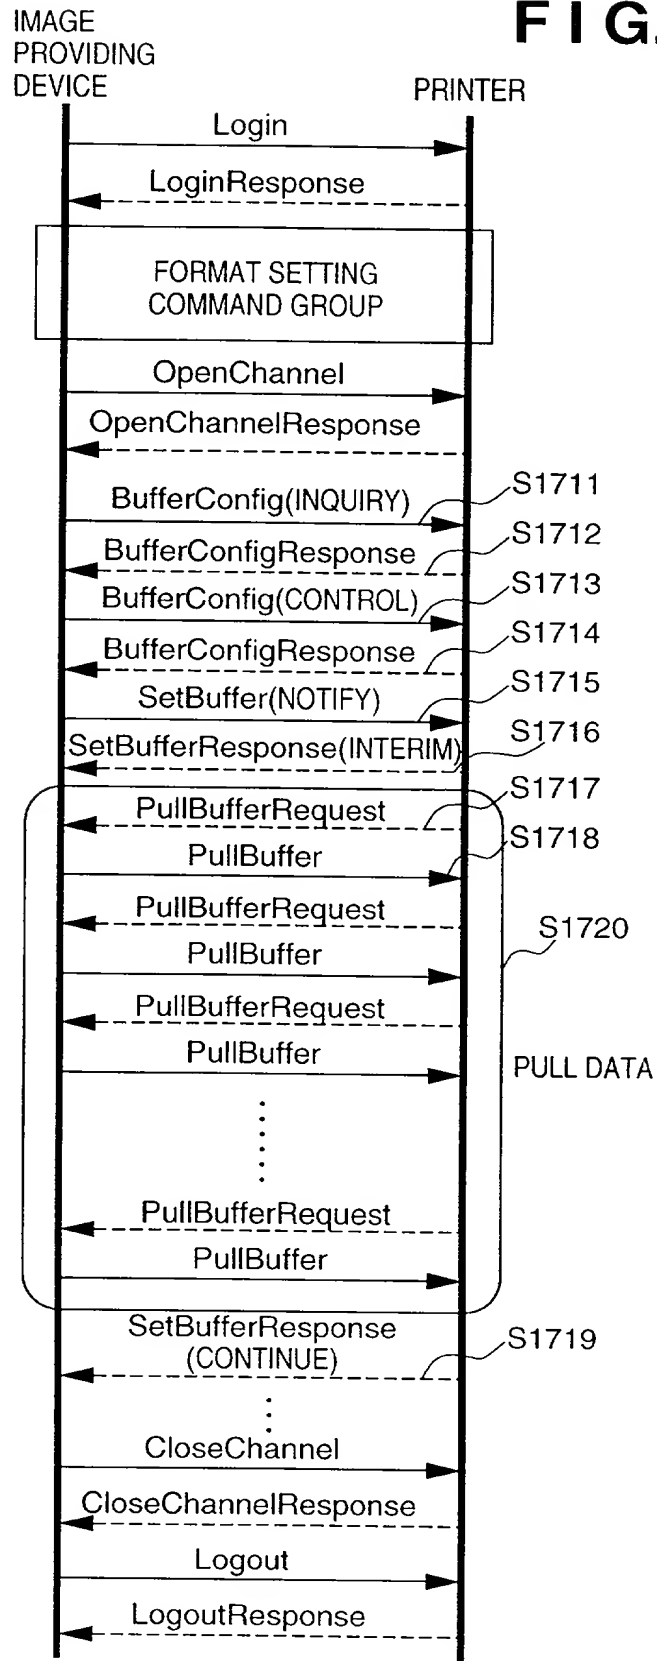 FIG.
IMAGE
PROVIDING
DEVICE
PRINTER
Login
LoginResponse
FORMAT SETTING
COMMAND GROUP
OpenChannel
OpenChannelResponse
BufferConfig(INQUIRY)
S1711
BufferConfigResponse
S1712
BufferConfig(CONTROL)
S1713
BufferConfigResponse
S1714
SetBuffer(NOTIFY)
S1715
SetBufferResponse(INTERIM)
S1716
PullBufferRequest
S1717
PullBuffer
S1718
PullBufferRequest
S1720
PullBuffer
PullBufferRequest
PullBuffer
PULL DATA
PullBufferRequest
PullBuffer
SetBufferResponse
(CONTINUE)
S1719
CloseChannel
CloseChannelResponse
Logout
LogoutResponse